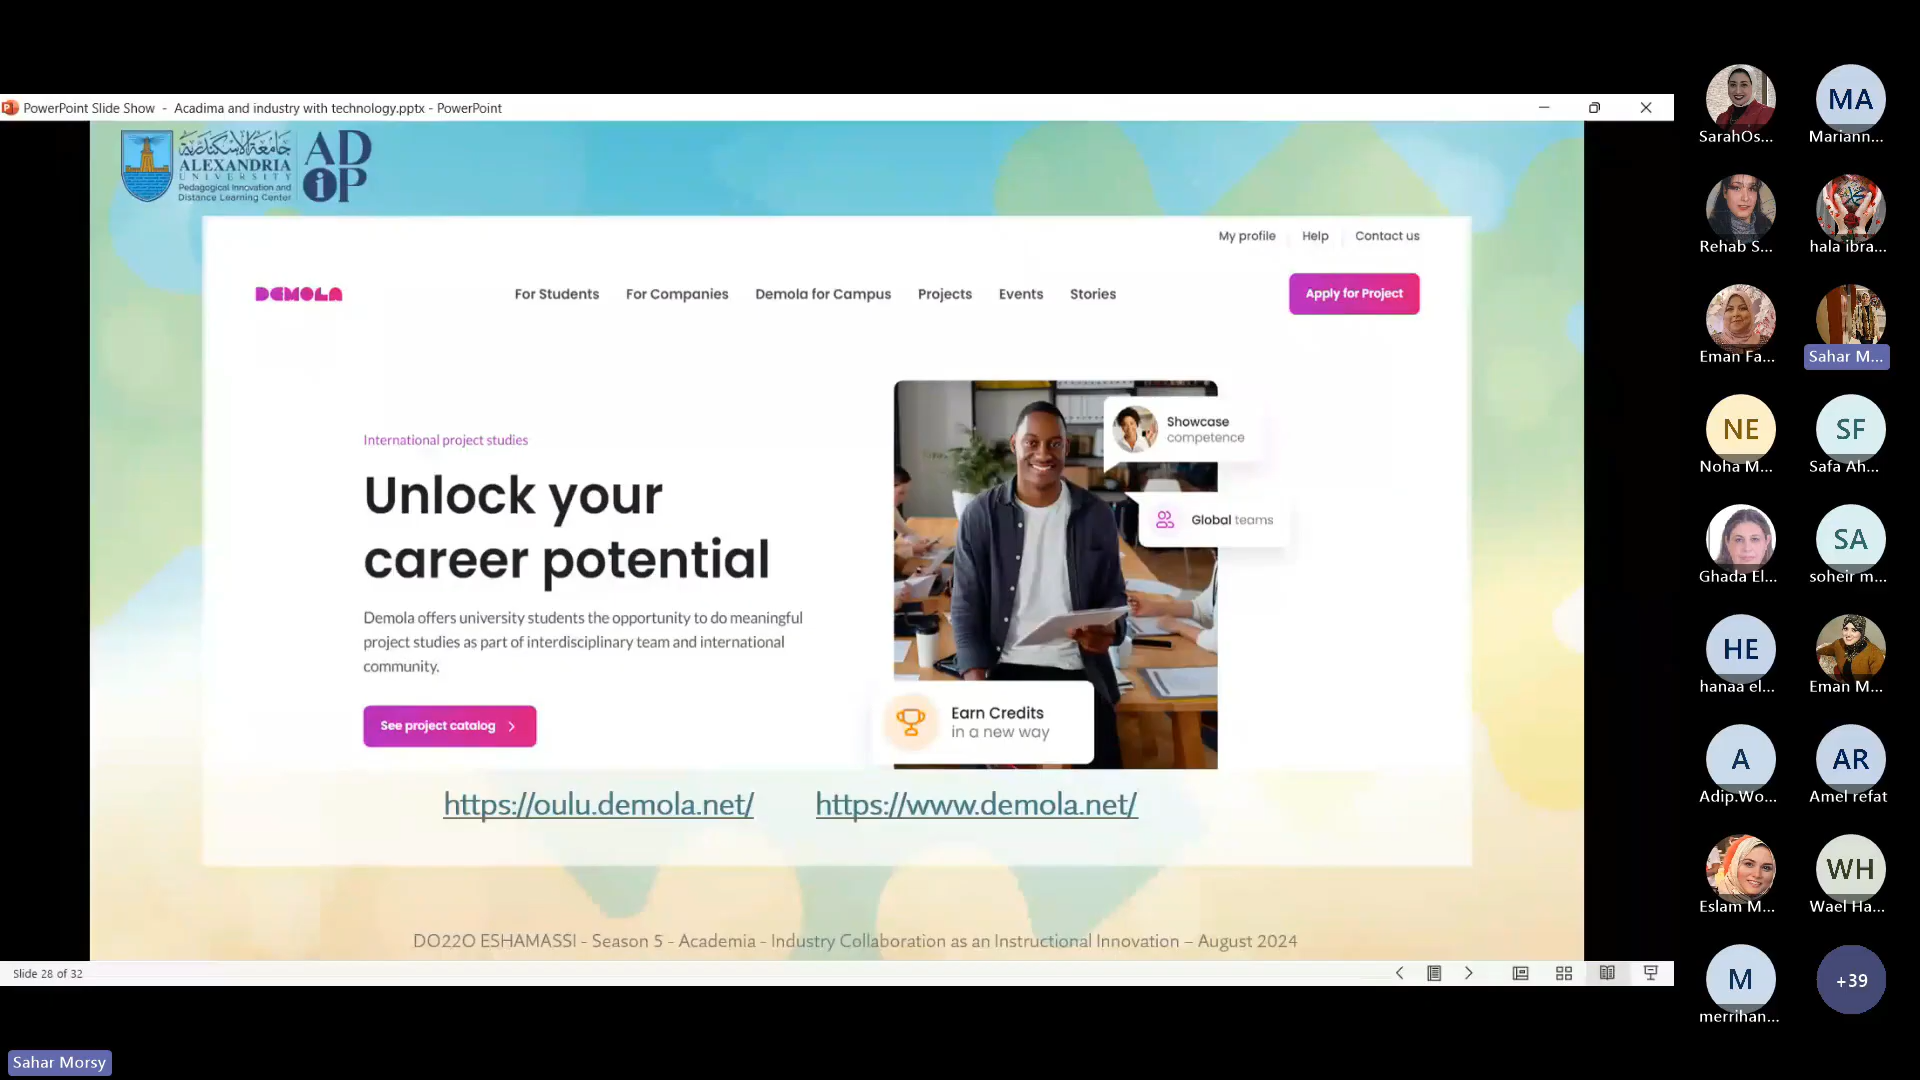 PowerPoint Slide Show - Acadima and industry with technology.pptx - PowerPoint
جامعة الإسكندرية
ALEXANDRIA
UNIVERSITY
Pedagogical Innovation and
Distance Learning Center
AD
iP
My profile
Help
Contact us
DEMOLA
For Students
For Companies
Demola for Campus
Projects
Events
Stories
Apply for Project
International project studies
Unlock your
career potential
Demola offers university students the opportunity to do meaningful
project studies as part of interdisciplinary team and international
community.
See project catalog
Showcase
competence
Global teams
Earn Credits
in a new way
https://oulu.demola.net/
https://www.demola.net/
DO22O ESHAMASSI - Season 5 - Academia - Industry Collaboration as an Instructional Innovation – August 2024
Slide 28 of 32
Sahar Morsy
SarahOs...
MA
Mariann...
Rehab S...
hala ibra...
Eman Fa...
Sahar M...
NE
Noha M...
SF
Safa Ah...
Ghada El...
SA
soheir m...
HE
hanaa el...
Eman M...
A
Adip.Wo...
AR
Amel refat
Eslam M...
WH
Wael Ha...
M
merrihan...
+39